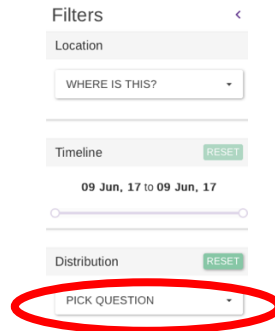 Filters
Location
WHERE IS THIS?
Timeline RESET
09 Jun, 17 to 09 Jun, 17
Distribution RESET
PICK QUESTION